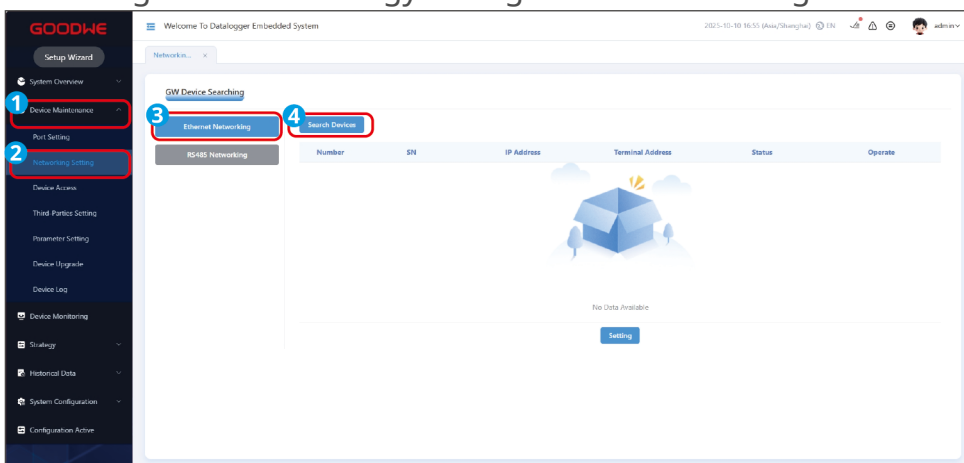 GOODWE
Welcome To Datalogger Embedded System
2025-10-10 16:55 (Asia/Shanghai)
EN
admin
Setup Wizard
Networkin... ×
System Overview
GW Device Searching
1
Device Maintenance
3
Ethernet Networking
4
Search Devices
Port Setting
2
Networking Setting
RS485 Networking
Number SN IP Address Terminal Address Status Operate
Device Access
Third-Parties Setting
Parameter Setting
Device Upgrade
Device Log
No Data Available
Device Monitoring
Setting
Strategy
Historical Data
System Configuration
Configuration Active